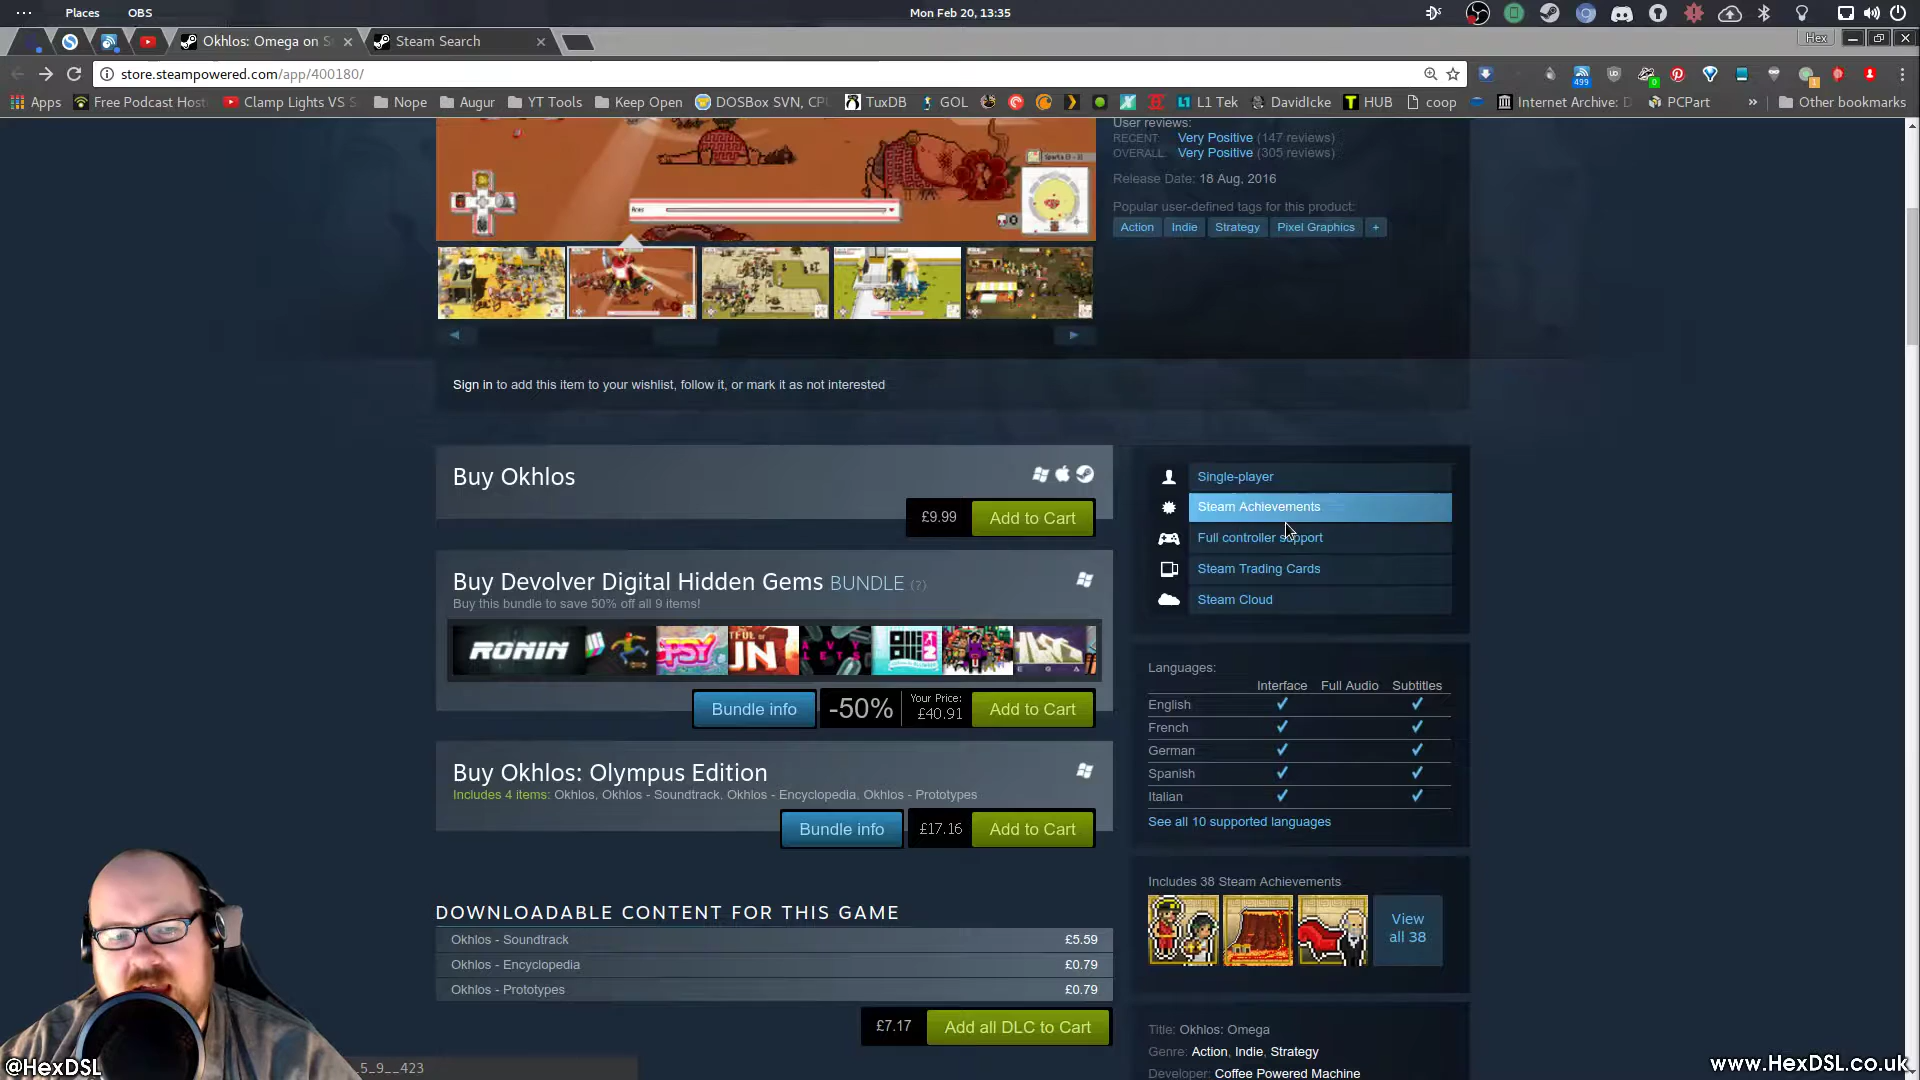 Places OBS Mon Feb 20, 13:35
Okhlos: Omega on S Steam Search Hex
store.steampowered.com/app/400180/ 499 0 1
Apps Free Podcast Host Clamp Lights VS S Nope Augur YT Tools Keep Open DOSBox SVN, CPU TuxDB GOL L1 Tek DavidIcke HUB coop Internet Archive: D PCPart » Other bookmarks
User reviews:
RECENT: Very Positive (147 reviews)
OVERALL: Very Positive (305 reviews)
Release Date: 18 Aug, 2016
Popular user-defined tags for this product:
Action Indie Strategy Pixel Graphics +
Ares
Sign in to add this item to your wishlist, follow it, or mark it as not interested
Buy Okhlos
£9.99 Add to Cart
Buy Devolver Digital Hidden Gems BUNDLE (?)
Buy this bundle to save 50% off all 9 items!
RONIN PSY
Bundle info -50% Your Price: £40.91 Add to Cart
Buy Okhlos: Olympus Edition
Includes 4 items: Okhlos, Okhlos - Soundtrack, Okhlos - Encyclopedia, Okhlos - Prototypes
Bundle info £17.16 Add to Cart
DOWNLOADABLE CONTENT FOR THIS GAME
Okhlos - Soundtrack £5.59
Okhlos - Encyclopedia £0.79
Okhlos - Prototypes £0.79
£7.17 Add all DLC to Cart
Single-player
Steam Achievements
Full controller support
Steam Trading Cards
Steam Cloud
Languages:
Interface Full Audio Subtitles
English
French
German
Spanish
Italian
See all 10 supported languages
Includes 38 Steam Achievements
View
all 38
Title: Okhlos: Omega
Genre: Action, Indie, Strategy
Developer: Coffee Powered Machine
_5_9__423
@HexDSL
www.HexDSL.co.uk